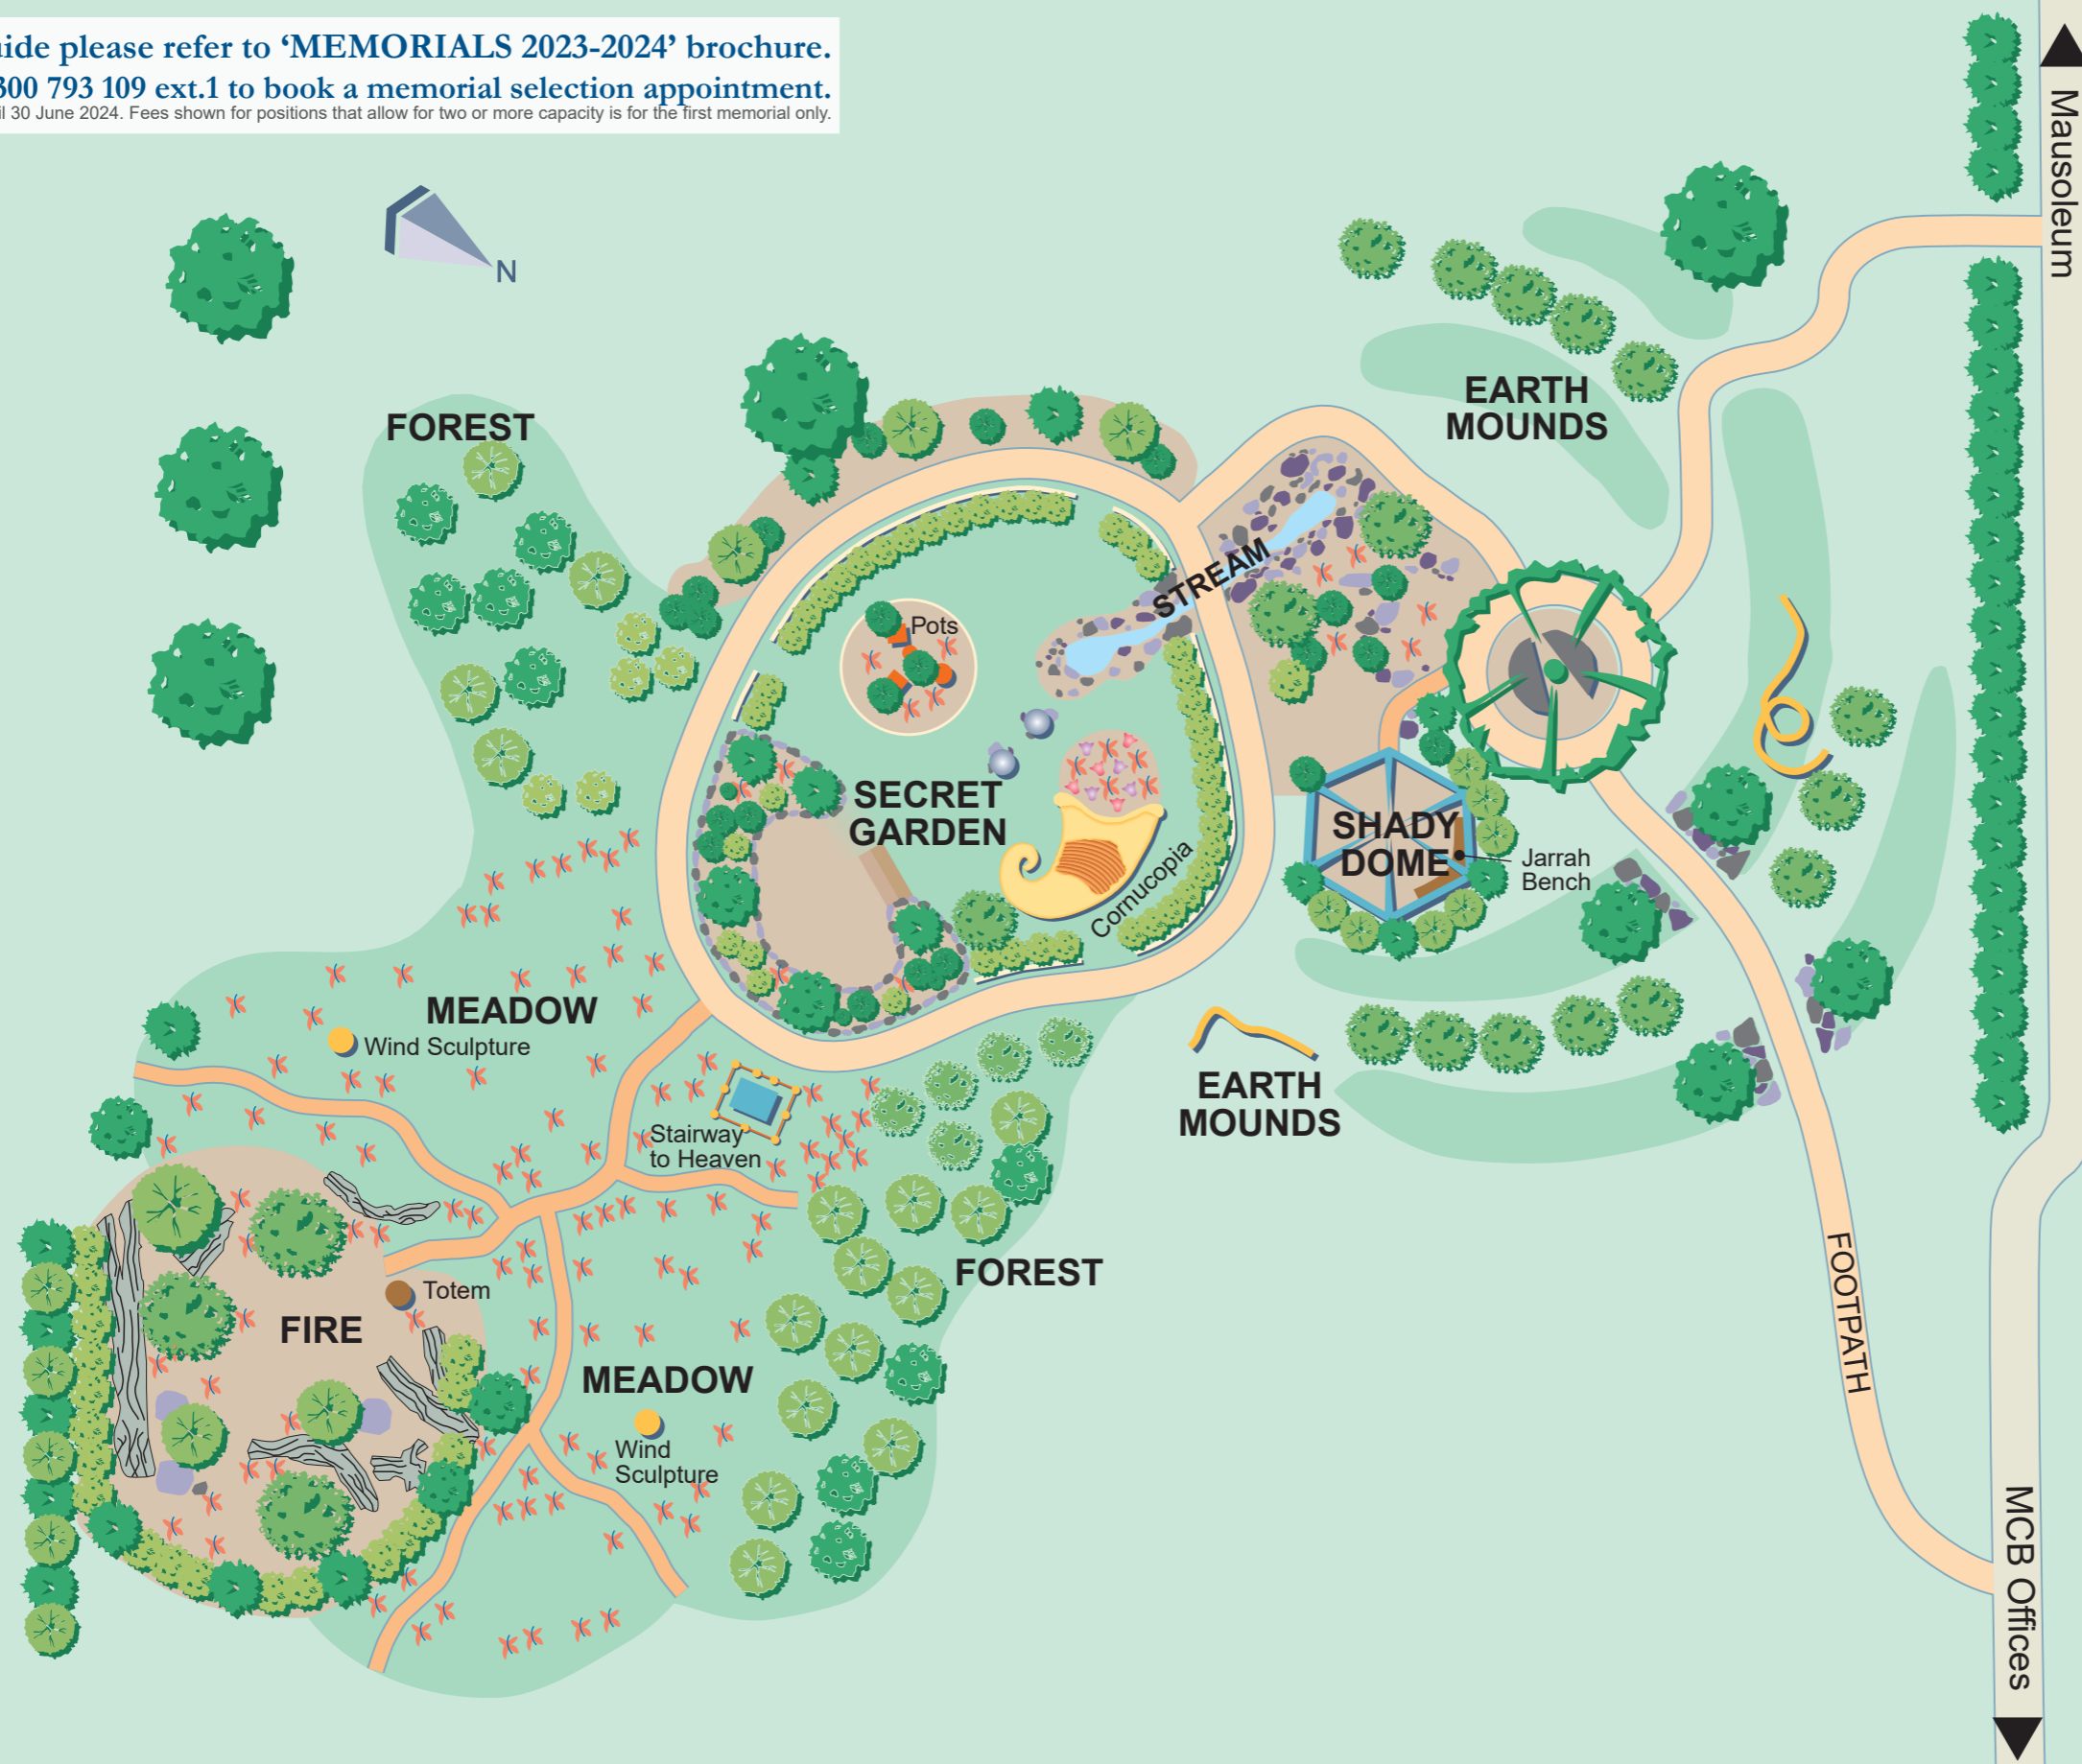 please refer to ‘MEMORIALS 2023-2024’ brochure.
793 109 ext.1 to book a memorial selection appointment.
30 June 2024. Fees shown for positions that allow for two or more capacity is for the first memorial only.
Mausoleum
N
EARTH
MOUNDS
FOREST
STREAM
Pots
SECRET
GARDEN
SHADY
DOME
Jarrah
Bench
Cornucopia
MEADOW
Wind Sculpture
EARTH
MOUNDS
Stairway
to Heaven
FOREST
Totem
FIRE
FOOTPATH
MEADOW
Wind
Sculpture
MCB Offices